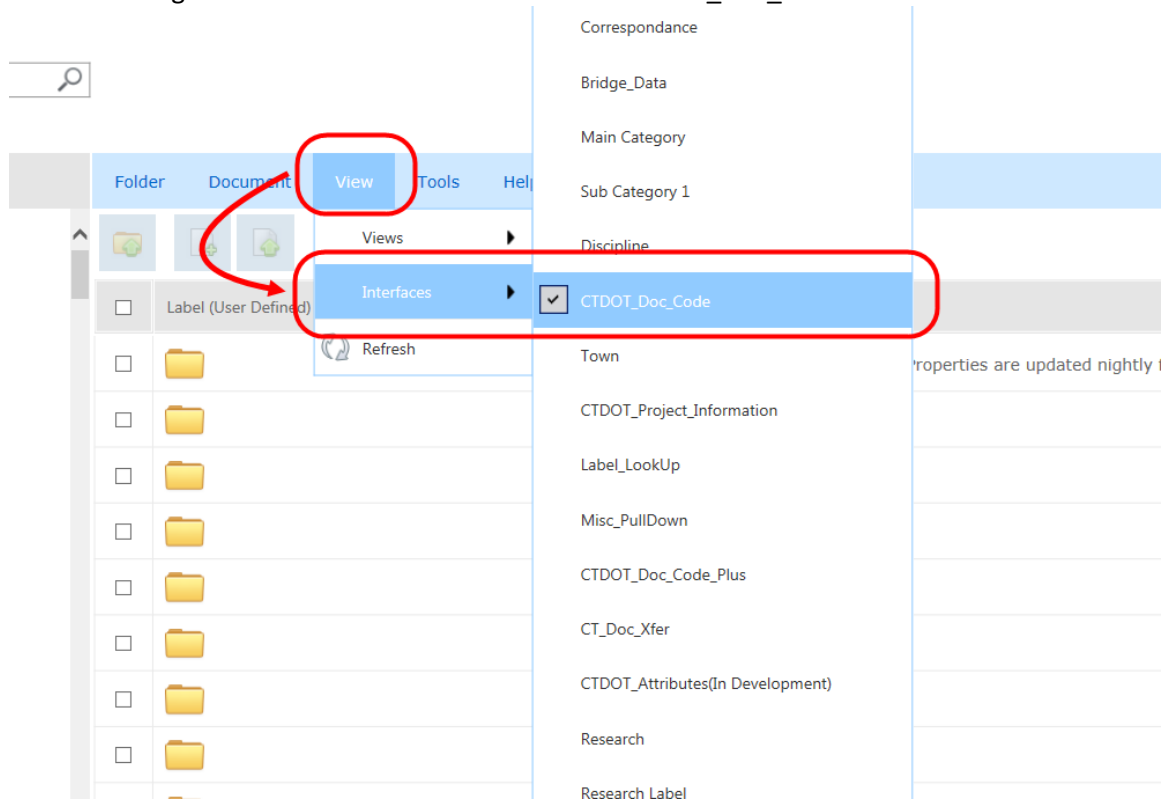 Correspondance
Bridge_Data
Main Category
Folder Document View Tools Help
Sub Category 1
Views
Discipline
Interfaces
CTDOT_Doc_Code
Label (User Defined)
Refresh
Town
Properties are updated nightly
CTDOT_Project_Information
Label_LookUp
Misc_PullDown
CTDOT_Doc_Code_Plus
CT_Doc_Xfer
CTDOT_Attributes(In Development)
Research
Research Label